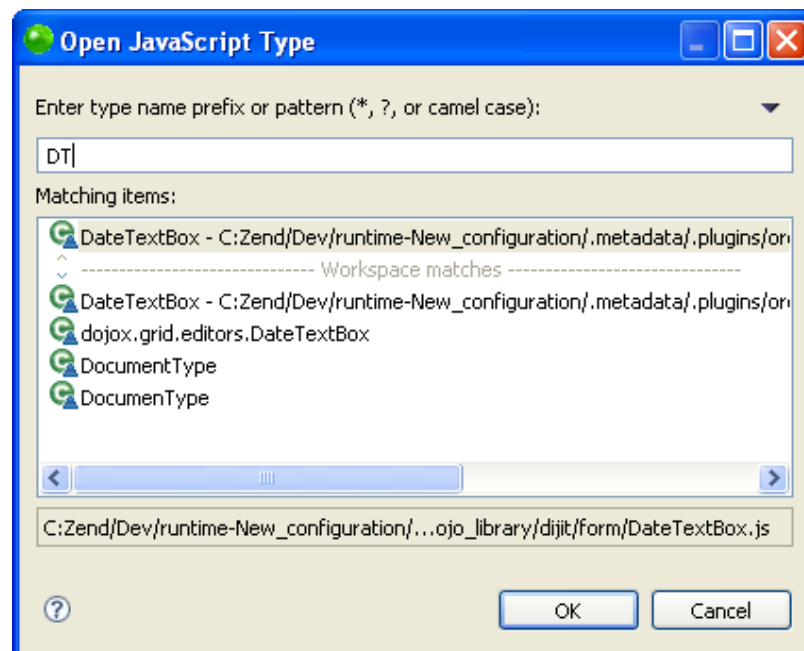 Open JavaScript Type
Enter type name prefix or pattern (*, ?, or camel case):
DT
Matching items:
DateTextBox - C:Zend/Dev/runtime-New_configuration/.metadata/.plugins/or
------------------------------- Workspace matches -------------------------------
DateTextBox - C:Zend/Dev/runtime-New_configuration/.metadata/.plugins/or
dojox.grid.editors.DateTextBox
DocumentType
DocumenType
C:Zend/Dev/runtime-New_configuration/...ojo_library/dijit/form/DateTextBox.js
? OK Cancel